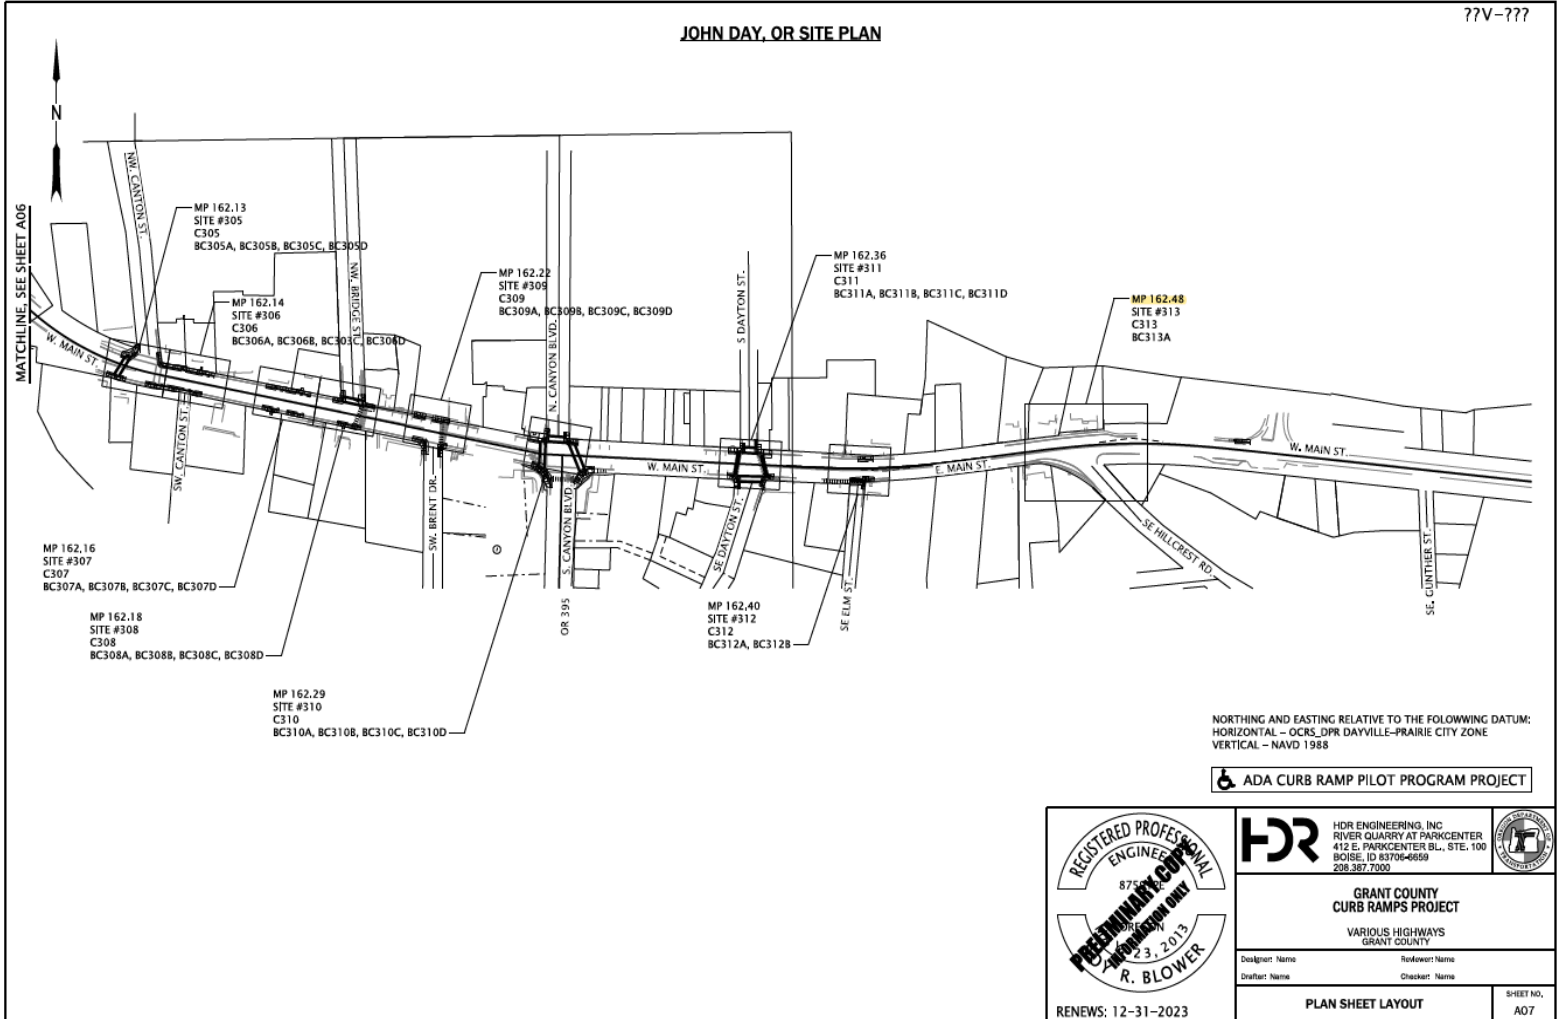 ??V-???
JOHN DAY, OR SITE PLAN
N
MATCHLINE, SEE SHEET A06
NW. CANTON ST.
MP 162.13
SITE #305
C305
BC305A, BC305B, BC305C, BC305D
MP 162.14
SITE #306
C306
BC306A, BC306B, BC303C, BC306D
NW. BRIDGE ST.
MP 162.22
SITE #309
C309
BC309A, BC309B, BC309C, BC309D
N. CANYON BLVD.
S DAYTON ST.
MP 162.36
SITE #311
C311
BC311A, BC311B, BC311C, BC311D
MP 162.48
SITE #313
C313
BC313A
W. MAIN ST.
SW. CANTON ST.
SW. BRENT DR.
W. MAIN ST.
E. MAIN ST.
W. MAIN ST.
S. CANYON BLVD.
OR 395
SE DAYTON ST.
SE ELM ST.
SE HILLCREST RD.
SE. GUNTHER ST.
MP 162.16
SITE #307
C307
BC307A, BC307B, BC307C, BC307D
MP 162.18
SITE #308
C308
BC308A, BC308B, BC308C, BC308D
MP 162.29
SITE #310
C310
BC310A, BC310B, BC310C, BC310D
MP 162.40
SITE #312
C312
BC312A, BC312B
NORTHING AND EASTING RELATIVE TO THE FOLOWWING DATUM:
HORIZONTAL - OCRS_DPR DAYVILLE-PRAIRIE CITY ZONE
VERTICAL - NAVD 1988
ADA CURB RAMP PILOT PROGRAM PROJECT
REGISTERED PROFESSIONAL
ENGINEER
PRELIMINARY COPY
INFORMATION ONLY
23, 2013
R. BLOWER
RENEWS: 12-31-2023
HDR
HDR ENGINEERING, INC
RIVER QUARRY AT PARKCENTER
412 E. PARKCENTER BL., STE. 100
BOISE, ID 83706-6659
208.387.7000
OREGON DEPARTMENT OF TRANSPORTATION
GRANT COUNTY
CURB RAMPS PROJECT
VARIOUS HIGHWAYS
GRANT COUNTY
Designer: Name
Reviewer: Name
Drafter: Name
Checker: Name
PLAN SHEET LAYOUT
SHEET NO.
A07